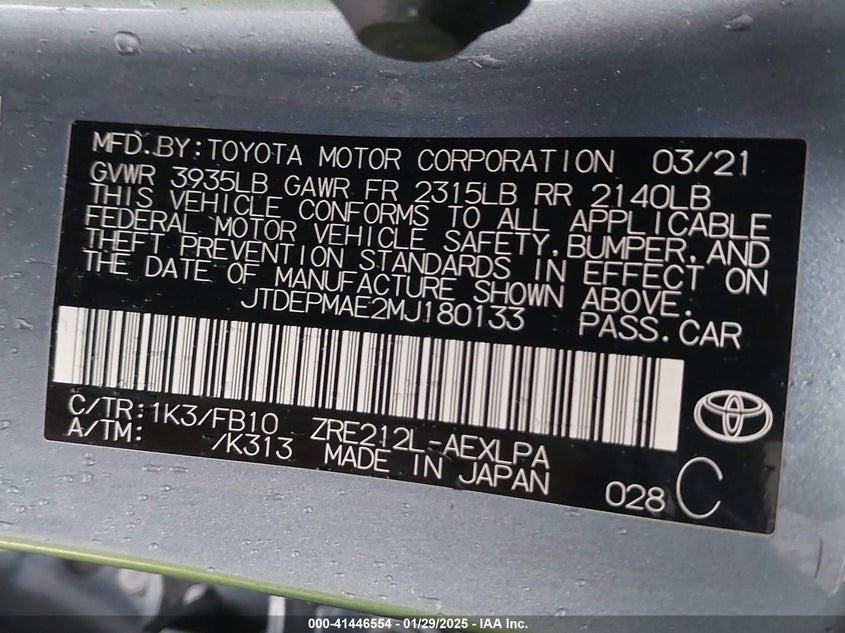 MFD.BY:TOYOTA MOTOR CORPORATION 03/21
GVWR 3935LB GAWR FR 2315LB RR 2140LB
THIS VEHICLE CONFORMS TO ALL APPLICABLE
FEDERAL MOTOR VEHICLE SAFETY,BUMPER,AND
THEFT PREVENTION STANDARDS IN EFFECT ON
THE DATE OF MANUFACTURE SHOWN ABOVE.
JTDEPMAE2MJ180133 PASS.CAR
C/TR:1K3/FB10 ZRE212L-AEXLPA
A/TM: /K313 MADE IN JAPAN
028 C
000-41446554 - 01/29/2025 - IAA Inc.